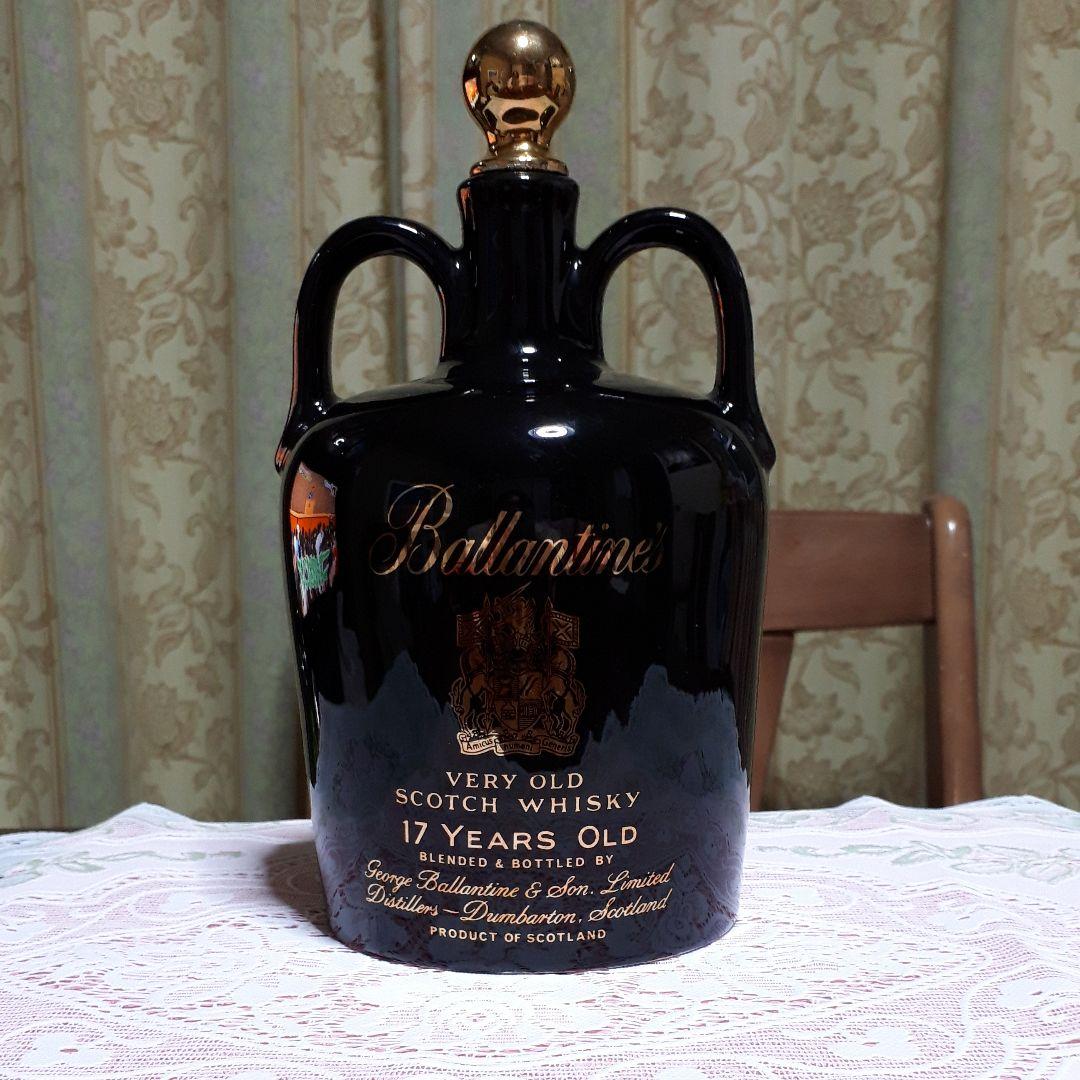 Ballantine's
Amicus Humani Generis
VERY OLD
SCOTCH WHISKY
17 YEARS OLD
BLENDED & BOTTLED BY
George Ballantine & Son. Limited
Distillers – Dumbarton, Scotland
PRODUCT OF SCOTLAND